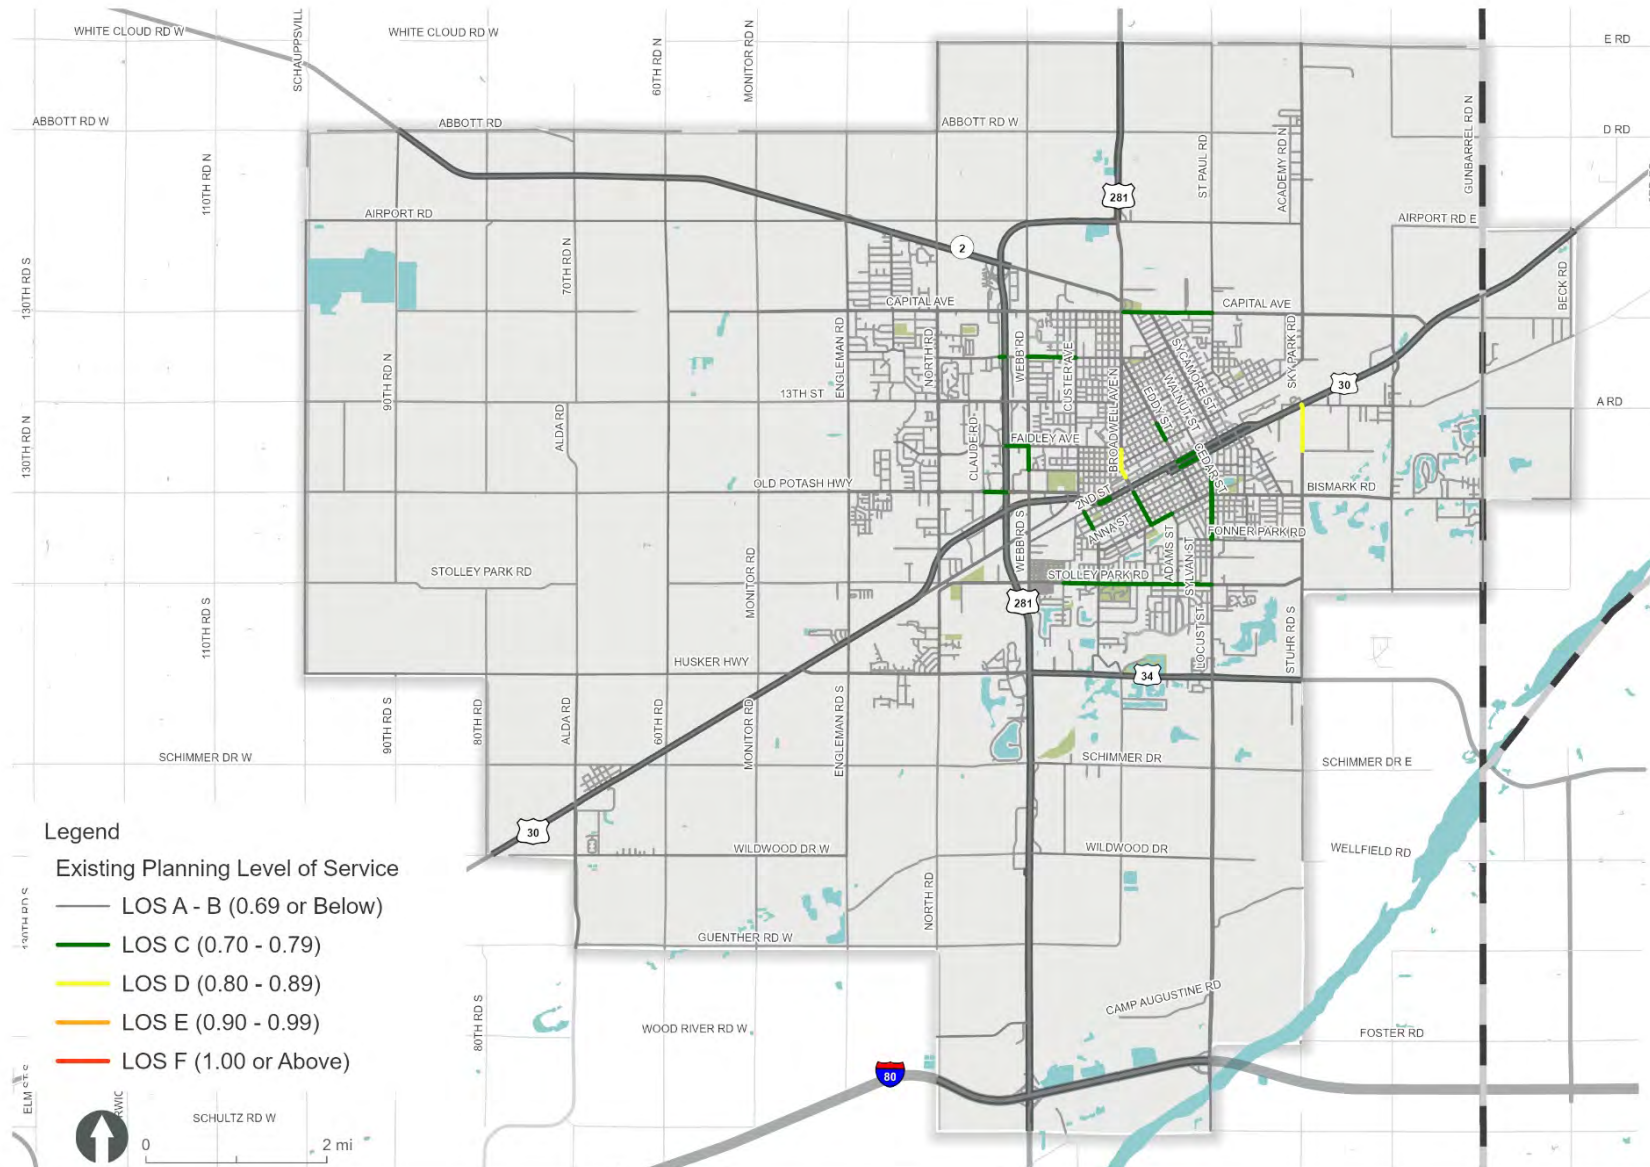 WHITE CLOUD RD W
WHITE CLOUD RD W
SCHAUPPSVILL
60TH RD N
MONITOR RD N
E RD
ABBOTT RD W
ABBOTT RD
ABBOTT RD W
D RD
GUNBARREL RD N
110TH RD N
ST PAUL RD
ACADEMY RD N
281
AIRPORT RD
AIRPORT RD E
2
70TH RD N
130TH RD S
BECK RD
CAPITAL AVE
CAPITAL AVE
ENGLEMAN RD
NORTH RD
WEBB RD
CUSTER AVE
SYCAMORE ST
WALNUT ST
EDDY ST
SKY PARK RD
90TH RD N
30
13TH ST
A RD
BROADWELL AVE N
ALDA RD
130TH RD N
CLAUDE RD
FAIDLEY AVE
CEDAR ST
OLD POTASH HWY
BISMARK RD
2ND ST
ANNA ST
FONNER PARK RD
WEBB RD S
ADAMS ST
SYLVAN ST
STOLLEY PARK RD
STOLLEY PARK RD
MONITOR RD
110TH RD S
281
LOCUST ST
STUHR RD S
HUSKER HWY
34
90TH RD S
80TH RD
ALDA RD
60TH RD
MONITOR RD
ENGLEMAN RD S
SCHIMMER DR W
SCHIMMER DR
SCHIMMER DR E
30
WILDWOOD DR W
WILDWOOD DR
WELLFIELD RD
Legend
Existing Planning Level of Service
LOS A - B (0.69 or Below)
LOS C (0.70 - 0.79)
LOS D (0.80 - 0.89)
LOS E (0.90 - 0.99)
LOS F (1.00 or Above)
NORTH RD
130TH RD S
GUENTHER RD W
80TH RD S
CAMP AUGUSTINE RD
WOOD RIVER RD W
FOSTER RD
80
SCHULTZ RD W
0
2 mi